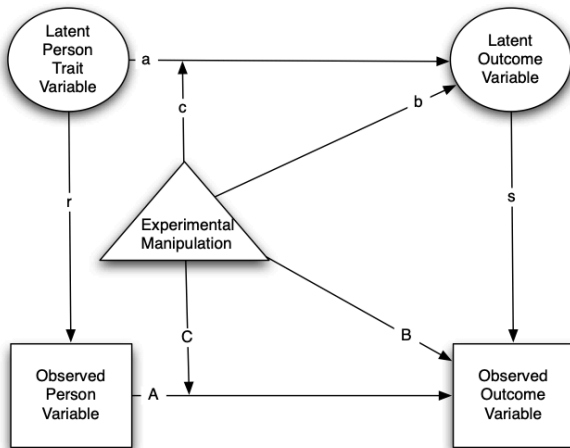 Latent
Person
Trait
Variable
a
Latent
Outcome
Variable
c
b
r
s
Experimental
Manipulation
C
B
Observed
Person
Variable
A
Observed
Outcome
Variable